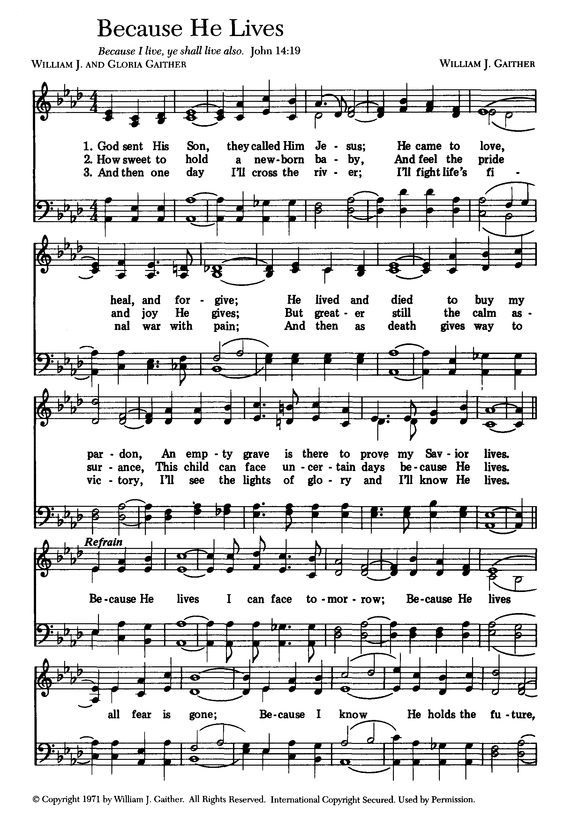 Because He Lives
Because I live, ye shall live also. John 14:19
WILLIAM J. AND GLORIA GAITHER WILLIAM J. GAITHER
1. God sent His Son, they called Him Je - sus; He came to love,
2. How sweet to hold a new-born ba - by, And feel the pride
3. And then one day I'll cross the riv - er; I'll fight life's fi -
heal, and for - give; He lived and died to buy my
and joy He gives; But great - er still the calm as -
nal war with pain; And then as death gives way to
par - don, An emp - ty grave is there to prove my Sav - ior lives.
sur - ance, This child can face un - cer - tain days be - cause He lives.
vic - tory, I'll see the lights of glo - ry and I'll know He lives.
Refrain
Be - cause He lives I can face to - mor - row; Be - cause He lives
all fear is gone; Be - cause I know He holds the fu - ture,
© Copyright 1971 by William J. Gaither. All Rights Reserved. International Copyright Secured. Used by Permission.